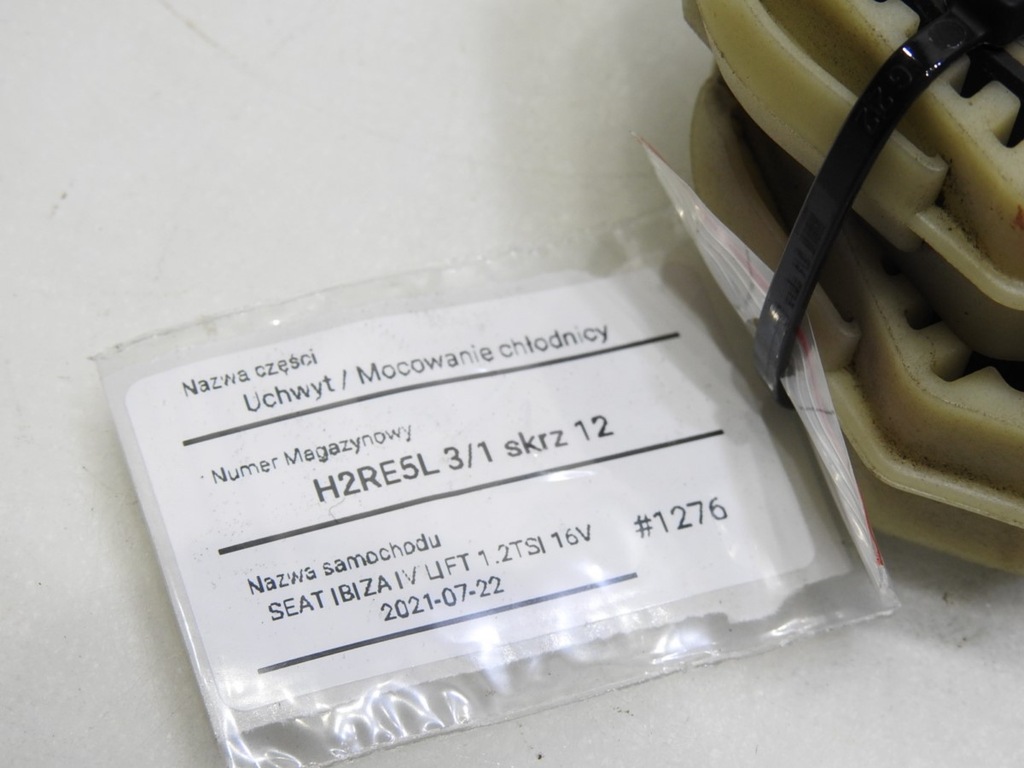 Nazwa części
Uchwyt / Mocowanie chłodnicy
Numer Magazynowy
H2RE5L 3/1 skrz 12
Nazwa samochodu
SEAT IBIZA IV LIFT 1.2TSI 16V #1276
2021-07-22